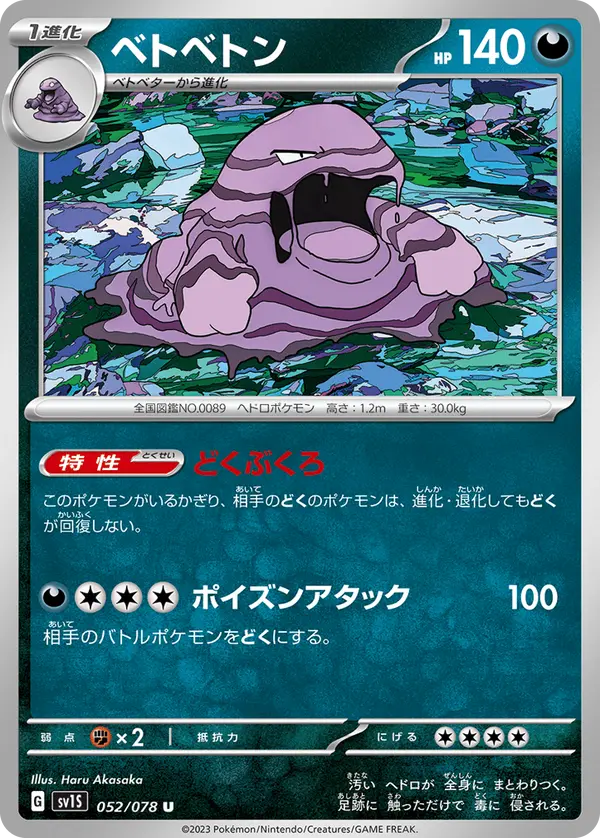 1進化
ベトベトン
HP 140
ベトベターから進化
全国図鑑NO.0089 ヘドロポケモン 高さ:1.2m 重さ:30.0kg
特性 とくせい どくぶくろ
このポケモンがいるかぎり、相手のどくのポケモンは、進化・退化してもどく
が回復しない。
ポイズンアタック 100
相手のバトルポケモンをどくにする。
弱点 ×2 抵抗力 にげる
Illus. Haru Akasaka
G sv1S 052/078 U
汚い ヘドロが 全身に まとわりつく。
足跡に 触っただけで 毒に 侵される。
©2023 Pokémon/Nintendo/Creatures/GAME FREAK.